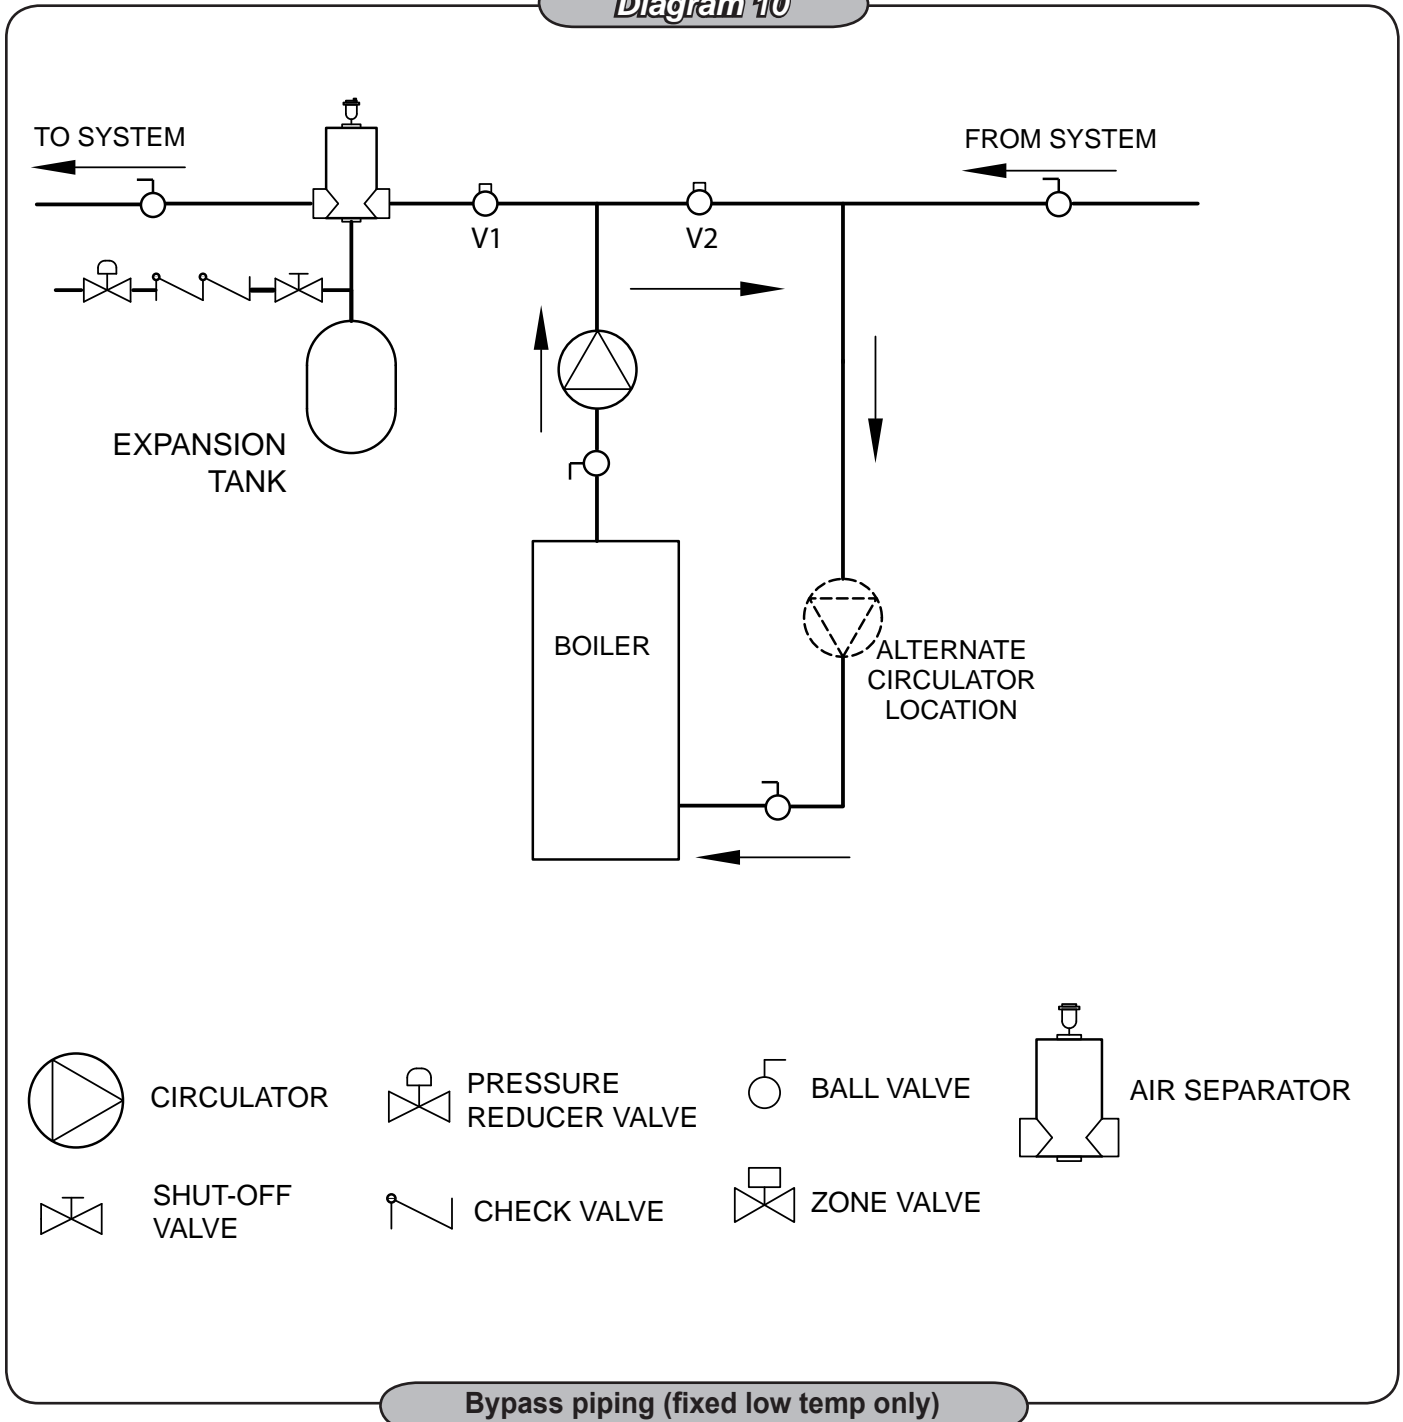 Diagram 10
TO SYSTEM
FROM SYSTEM
V1
V2
EXPANSION
TANK
BOILER
ALTERNATE
CIRCULATOR
LOCATION
CIRCULATOR
PRESSURE
REDUCER VALVE
BALL VALVE
AIR SEPARATOR
SHUT-OFF
VALVE
CHECK VALVE
ZONE VALVE
Bypass piping (fixed low temp only)